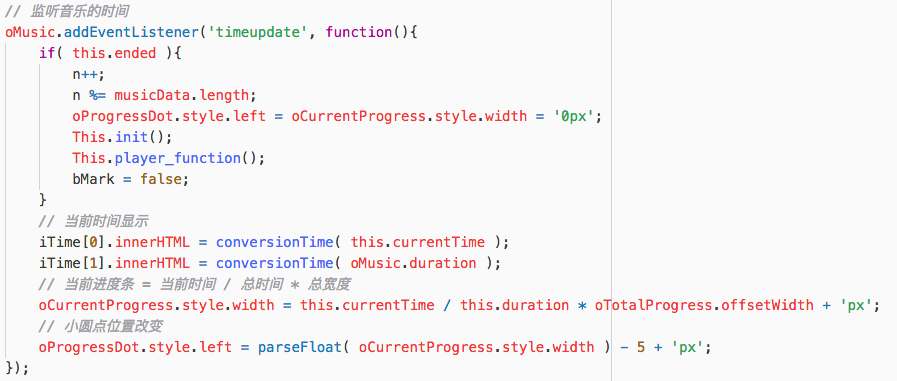 // 监听音乐的时间
oMusic.addEventListener('timeupdate', function(){
    if( this.ended ){
        n++;
        n %= musicData.length;
        oProgressDot.style.left = oCurrentProgress.style.width = '0px';
        This.init();
        This.player_function();
        bMark = false;
    }
    // 当前时间显示
    iTime[0].innerHTML = conversionTime( this.currentTime );
    iTime[1].innerHTML = conversionTime( oMusic.duration );
    // 当前进度条 = 当前时间 / 总时间 * 总宽度
    oCurrentProgress.style.width = this.currentTime / this.duration * oTotalProgress.offsetWidth + 'px';
    // 小圆点位置改变
    oProgressDot.style.left = parseFloat( oCurrentProgress.style.width ) - 5 + 'px';
});